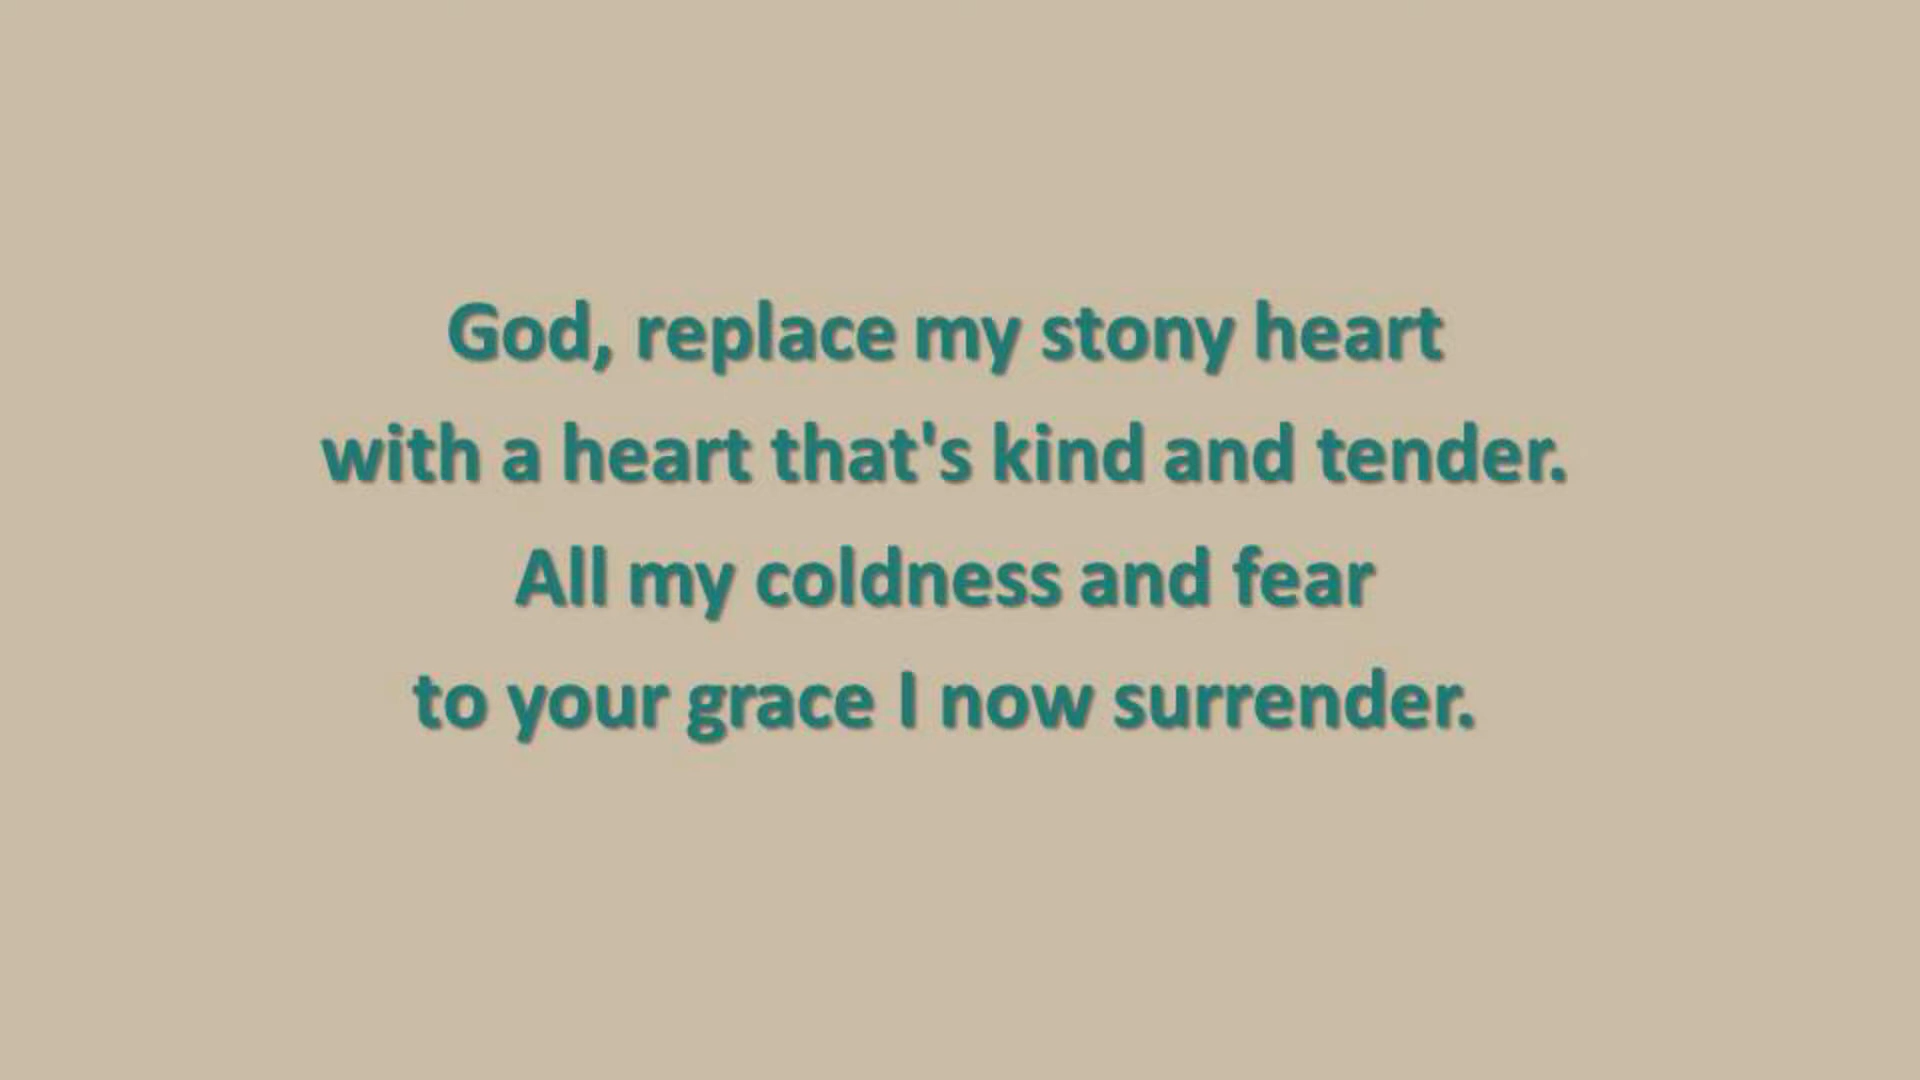 God, replace my stony heart
with a heart that's kind and tender.
All my coldness and fear
to your grace I now surrender.